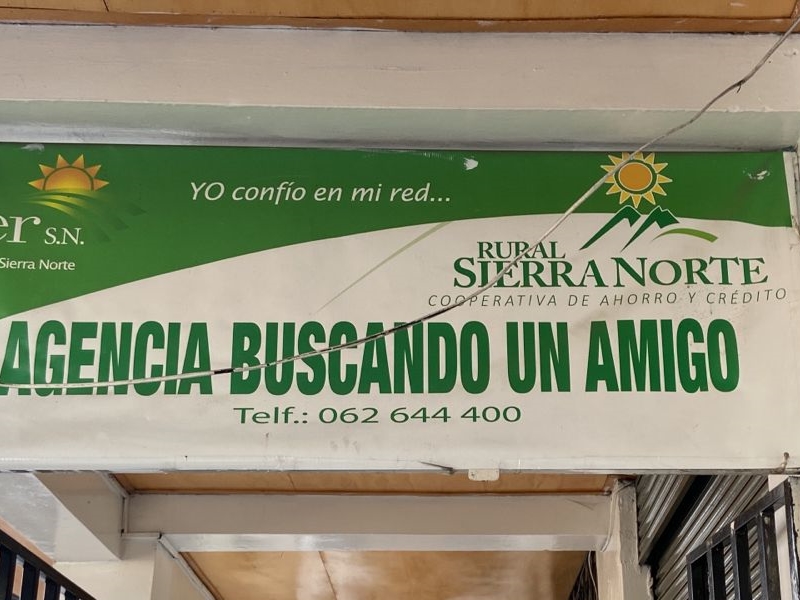 YO confío en mi red...
er S.N.
Sierra Norte
RURAL
SIERRA NORTE
COOPERATIVA DE AHORRO Y CRÉDITO
AGENCIA BUSCANDO UN AMIGO
Telf.: 062 644 400